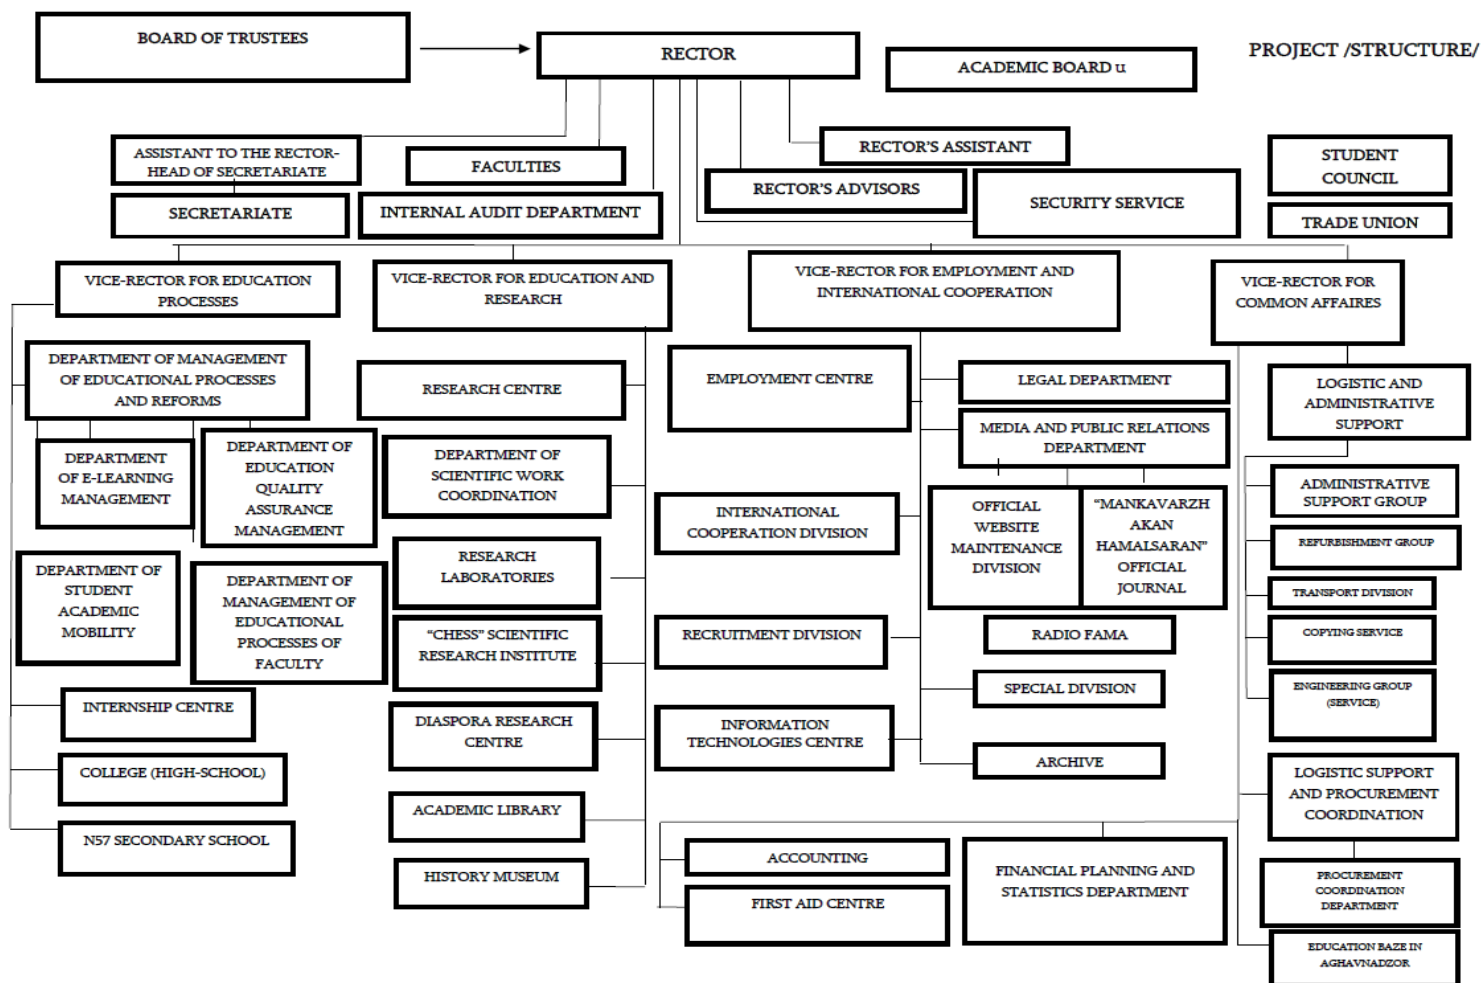 BOARD OF TRUSTEES
RECTOR
PROJECT /STRUCTURE/
ACADEMIC BOARD u
ASSISTANT TO THE RECTOR-
HEAD OF SECRETARIATE
FACULTIES
RECTOR'S ASSISTANT
STUDENT
COUNCIL
SECRETARIATE
INTERNAL AUDIT DEPARTMENT
RECTOR'S ADVISORS
SECURITY SERVICE
TRADE UNION
VICE-RECTOR FOR EDUCATION
PROCESSES
VICE-RECTOR FOR EDUCATION AND
RESEARCH
VICE-RECTOR FOR EMPLOYMENT AND
INTERNATIONAL COOPERATION
VICE-RECTOR FOR
COMMON AFFAIRES
DEPARTMENT OF MANAGEMENT
OF EDUCATIONAL PROCESSES
AND REFORMS
DEPARTMENT
OF E-LEARNING
MANAGEMENT
DEPARTMENT OF
EDUCATION
QUALITY
ASSURANCE
MANAGEMENT
DEPARTMENT OF
STUDENT
ACADEMIC
MOBILITY
DEPARTMENT OF
MANAGEMENT OF
EDUCATIONAL
PROCESSES OF
FACULTY
INTERNSHIP CENTRE
COLLEGE (HIGH-SCHOOL)
N57 SECONDARY SCHOOL
RESEARCH CENTRE
DEPARTMENT OF
SCIENTIFIC WORK
COORDINATION
RESEARCH
LABORATORIES
"CHESS" SCIENTIFIC
RESEARCH INSTITUTE
DIASPORA RESEARCH
CENTRE
ACADEMIC LIBRARY
HISTORY MUSEUM
EMPLOYMENT CENTRE
INTERNATIONAL
COOPERATION DIVISION
RECRUITMENT DIVISION
INFORMATION
TECHNOLOGIES CENTRE
LEGAL DEPARTMENT
MEDIA AND PUBLIC RELATIONS
DEPARTMENT
OFFICIAL
WEBSITE
MAINTENANCE
DIVISION
"MANKAVARZH
AKAN
HAMALSARAN"
OFFICIAL
JOURNAL
RADIO FAMA
SPECIAL DIVISION
ARCHIVE
ACCOUNTING
FIRST AID CENTRE
FINANCIAL PLANNING AND
STATISTICS DEPARTMENT
LOGISTIC AND
ADMINISTRATIVE
SUPPORT
ADMINISTRATIVE
SUPPORT GROUP
REFURBISHMENT GROUP
TRANSPORT DIVISION
COPYING SERVICE
ENGINEERING GROUP
(SERVICE)
LOGISTIC SUPPORT
AND PROCUREMENT
COORDINATION
PROCUREMENT
COORDINATION
DEPARTMENT
EDUCATION BAZE IN
AGHAVNADZOR